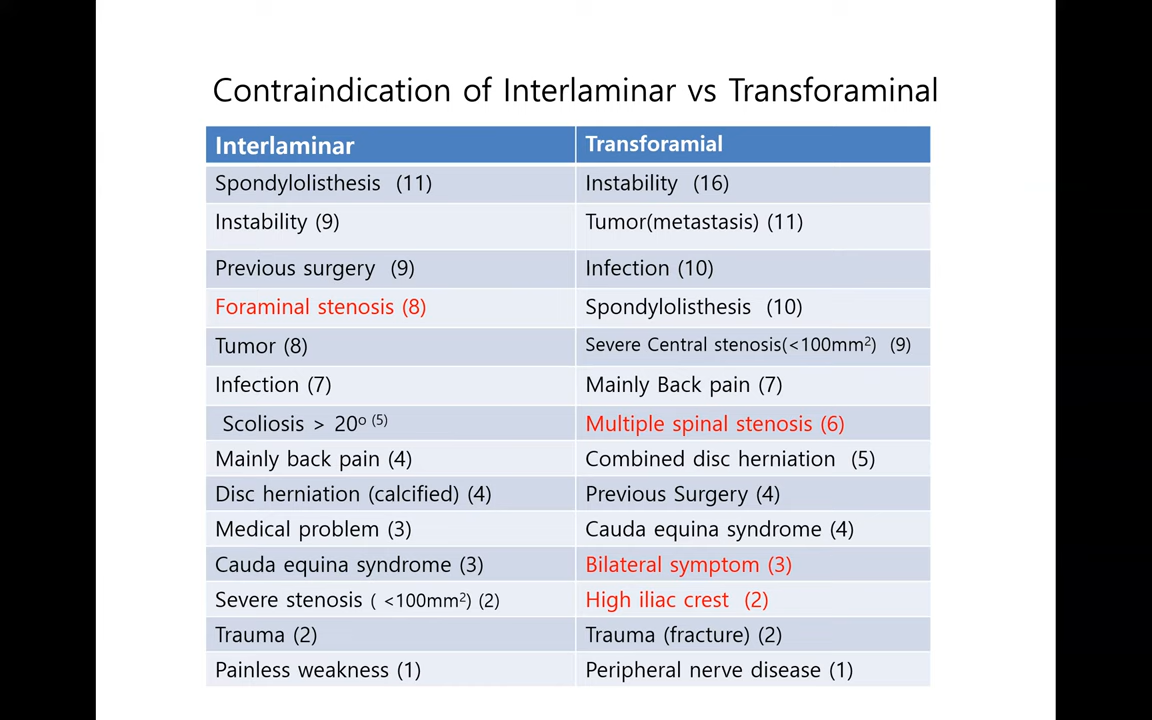 Contraindication of Interlaminar vs Transforaminal
Interlaminar Transforamial
Spondylolisthesis (11) Instability (16)
Instability (9) Tumor(metastasis) (11)
Previous surgery (9) Infection (10)
Foraminal stenosis (8) Spondylolisthesis (10)
Tumor (8) Severe Central stenosis(<100mm²) (9)
Infection (7) Mainly Back pain (7)
Scoliosis > 20º (5) Multiple spinal stenosis (6)
Mainly back pain (4) Combined disc herniation (5)
Disc herniation (calcified) (4) Previous Surgery (4)
Medical problem (3) Cauda equina syndrome (4)
Cauda equina syndrome (3) Bilateral symptom (3)
Severe stenosis ( <100mm²) (2) High iliac crest (2)
Trauma (2) Trauma (fracture) (2)
Painless weakness (1) Peripheral nerve disease (1)